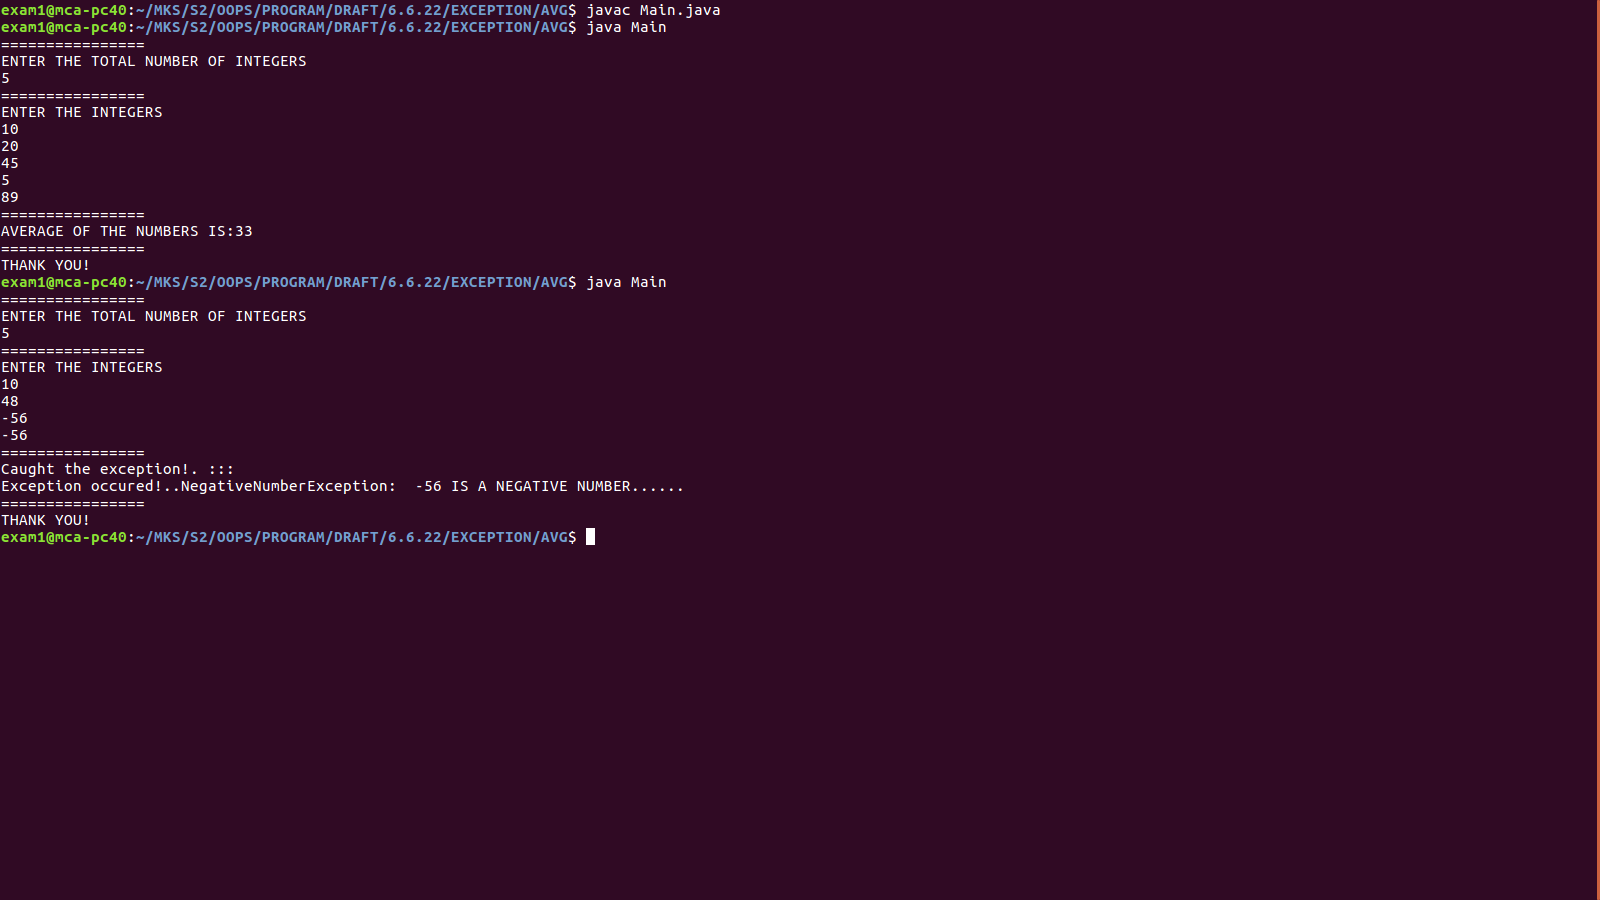 exam1@mca-pc40:~/MKS/S2/OOPS/PROGRAM/DRAFT/6.6.22/EXCEPTION/AVG$ javac Main.java
exam1@mca-pc40:~/MKS/S2/OOPS/PROGRAM/DRAFT/6.6.22/EXCEPTION/AVG$ java Main
================
ENTER THE TOTAL NUMBER OF INTEGERS
5
================
ENTER THE INTEGERS
10
20
45
5
89
================
AVERAGE OF THE NUMBERS IS:33
================
THANK YOU!
exam1@mca-pc40:~/MKS/S2/OOPS/PROGRAM/DRAFT/6.6.22/EXCEPTION/AVG$ java Main
================
ENTER THE TOTAL NUMBER OF INTEGERS
5
================
ENTER THE INTEGERS
10
48
-56
-56
================
Caught the exception!. :::
Exception occured!..NegativeNumberException:  -56 IS A NEGATIVE NUMBER......
================
THANK YOU!
exam1@mca-pc40:~/MKS/S2/OOPS/PROGRAM/DRAFT/6.6.22/EXCEPTION/AVG$